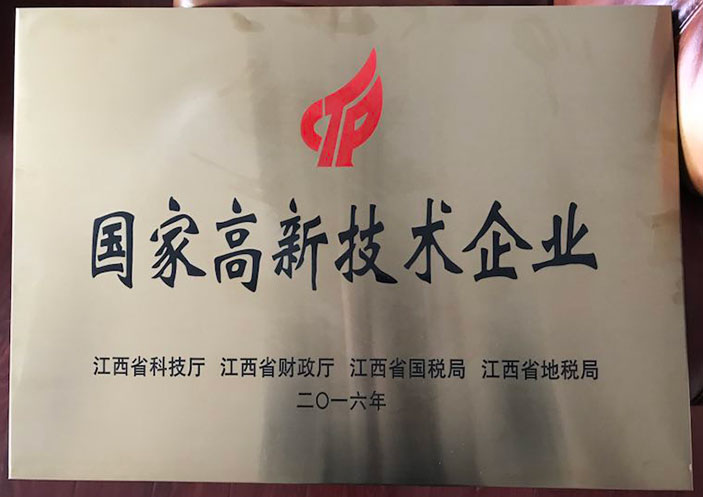 国家高新技术企业
江西省科技厅 江西省财政厅 江西省国税局 江西省地税局
二〇一六年